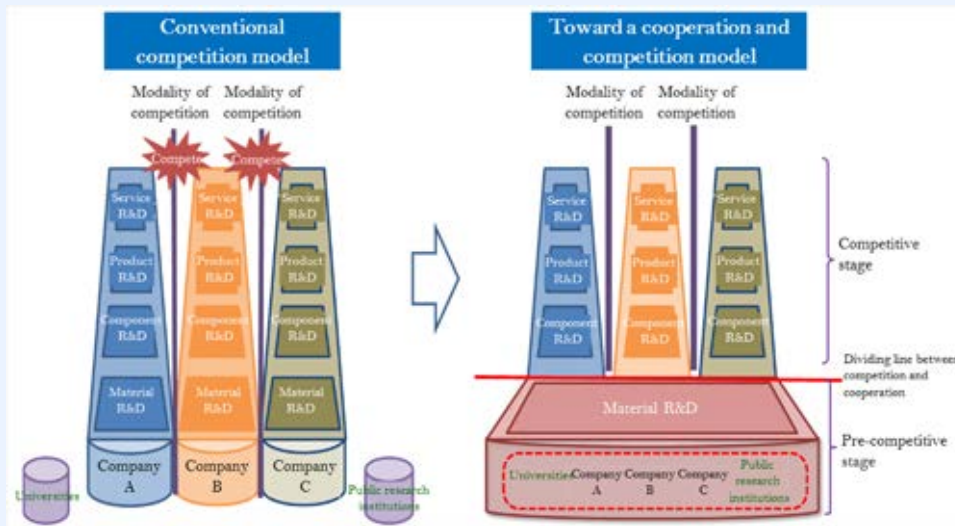 Conventional
competition model
Modality of
competition
Modality of
competition
Compete
Compete
Service
R&D
Service
R&D
Service
R&D
Product
R&D
Product
R&D
Product
R&D
Component
R&D
Component
R&D
Component
R&D
Material
R&D
Material
R&D
Material
R&D
Company
A
Company
B
Company
C
Universities
Public research
institutions
Toward a cooperation and
competition model
Modality of
competition
Modality of
competition
Service
R&D
Service
R&D
Service
R&D
Product
R&D
Product
R&D
Product
R&D
Component
R&D
Component
R&D
Component
R&D
Competitive
stage
Dividing line between
competition and
cooperation
Material R&D
Pre-competitive
stage
Universities
Company
A
Company
B
Company
C
Public
research
institutions